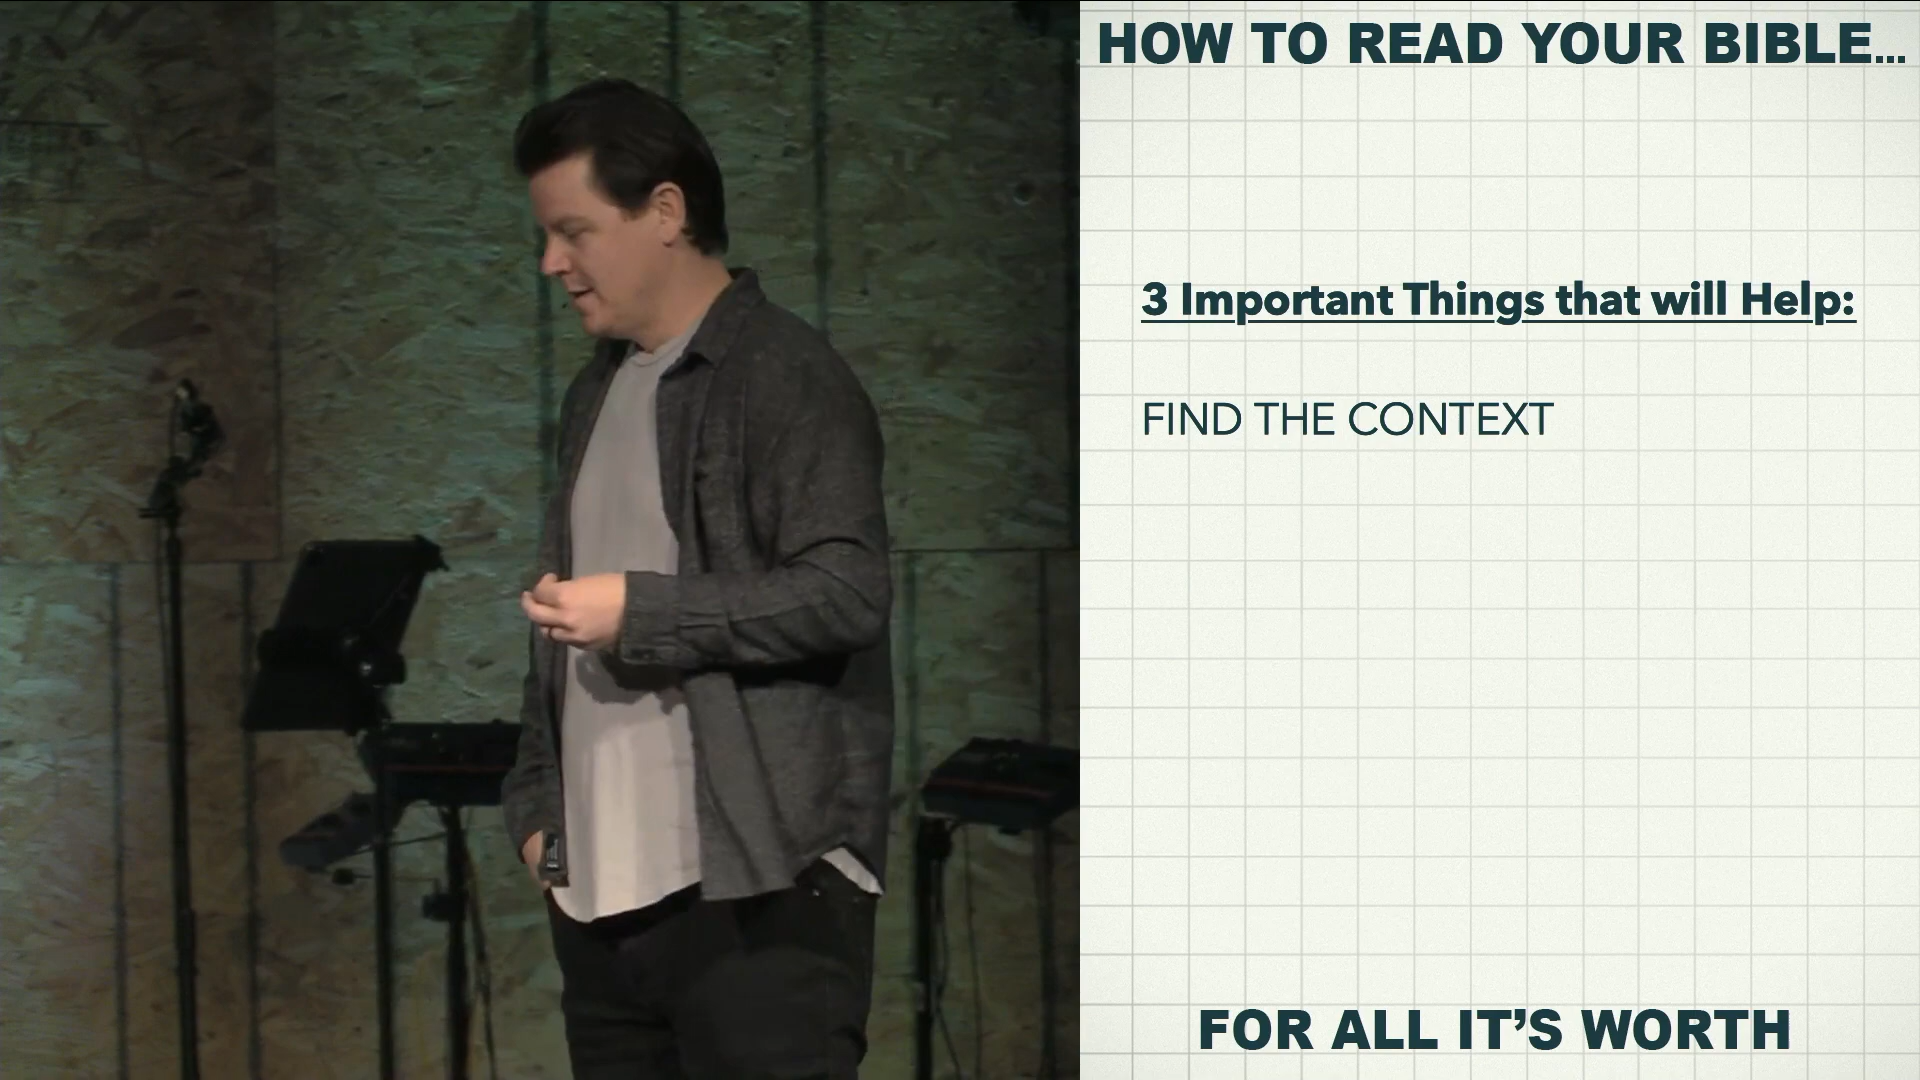 HOW TO READ YOUR BIBLE...
3 Important Things that will Help:
FIND THE CONTEXT
FOR ALL IT’S WORTH